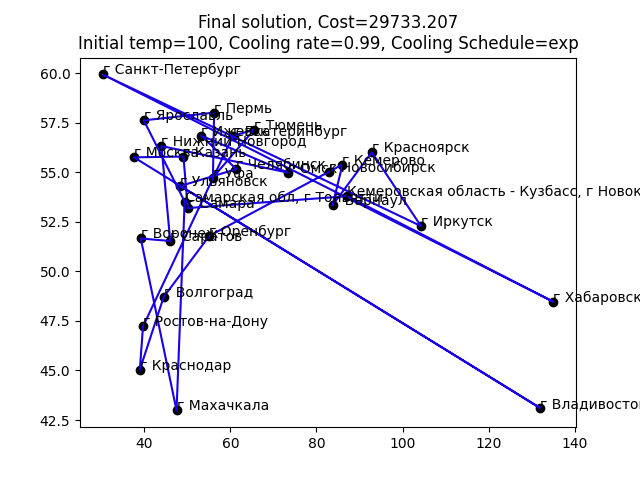 Final solution, Cost=29733.207
Initial temp=100, Cooling rate=0.99, Cooling Schedule=exp
60.0
г Санкт-Петербург
г Пермь
57.5
г Ярославль
г Тюмень
г Екатеринбург
г Нижний Новгород
г Москва
г Казань
г Красноярск
г Кемерово
55.0
г Челябинск
г Омск
г Новосибирск
г Уфа
г Ульяновск
Кемеровская область - Кузбасс, г Новок
Самарская обл, г Тольятти
г Самара
г Барнаул
52.5
г Иркутск
г Воронеж
г Саратов
г Оренбург
50.0
г Волгоград
г Хабаровск
47.5
г Ростов-на-Дону
45.0
г Краснодар
г Махачкала
г Владивосто
42.5
40
60
80
100
120
140